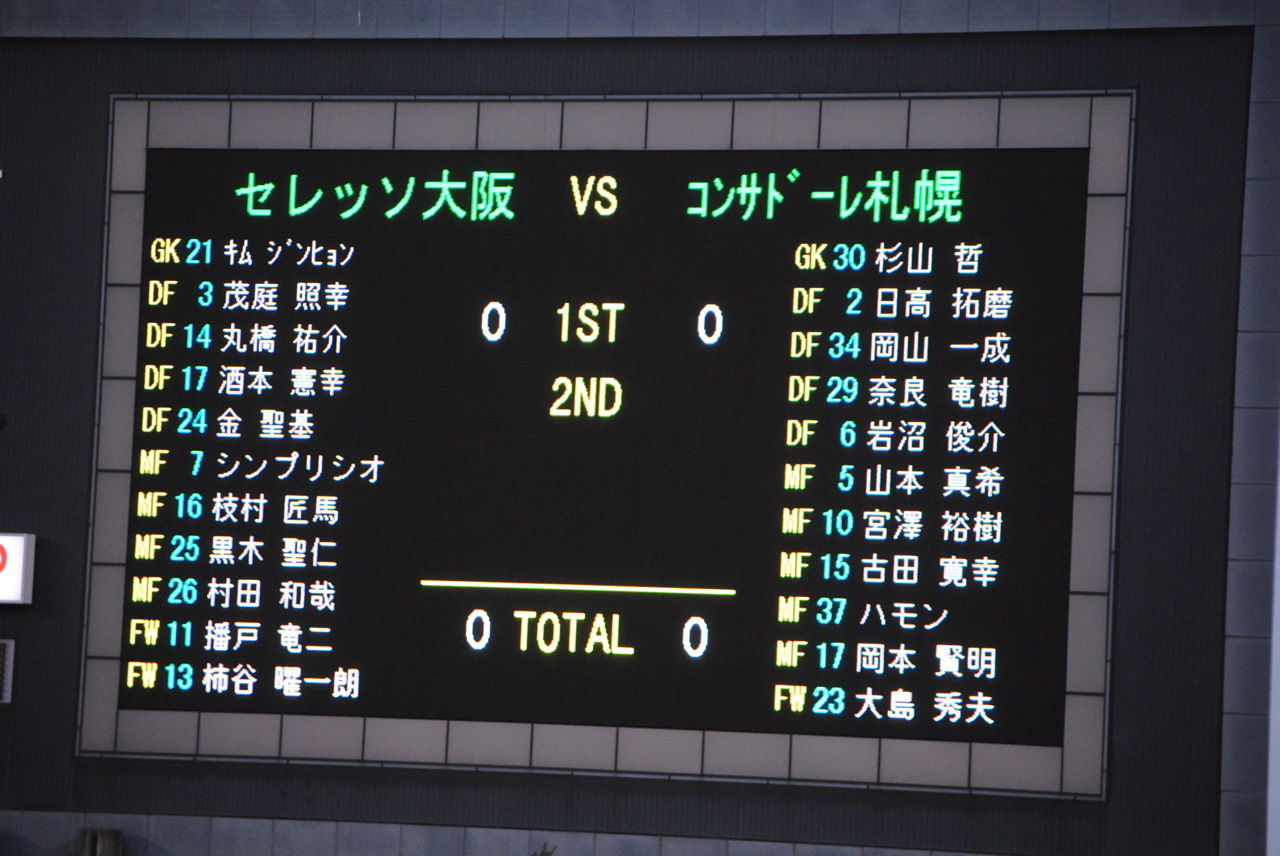 セレッソ大阪 VS コンサドーレ札幌
GK 21 キム ジンヒョン
DF 3 茂庭 照幸
DF 14 丸橋 祐介
DF 17 酒本 憲幸
DF 24 金 聖基
MF 7 シンプリシオ
MF 16 枝村 匠馬
MF 25 黒木 聖仁
MF 26 村田 和哉
FW 11 播戸 竜二
FW 13 柿谷 曜一朗
0 1ST 0
2ND
0 TOTAL 0
GK 30 杉山 哲
DF 2 日高 拓磨
DF 34 岡山 一成
DF 29 奈良 竜樹
DF 6 岩沼 俊介
MF 5 山本 真希
MF 10 宮澤 裕樹
MF 15 古田 寛幸
MF 37 ハモン
MF 17 岡本 賢明
FW 23 大島 秀夫